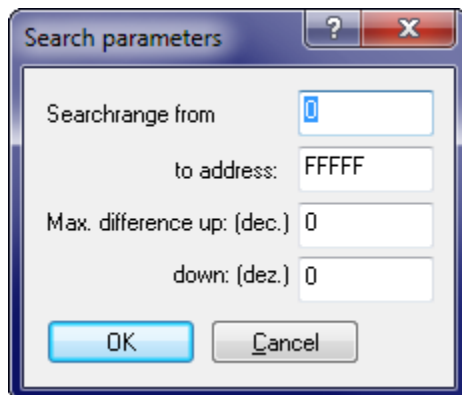 Search parameters ? X
Searchrange from 0
to address: FFFFF
Max. difference up: (dec.) 0
down: (dez.) 0
OK Cancel